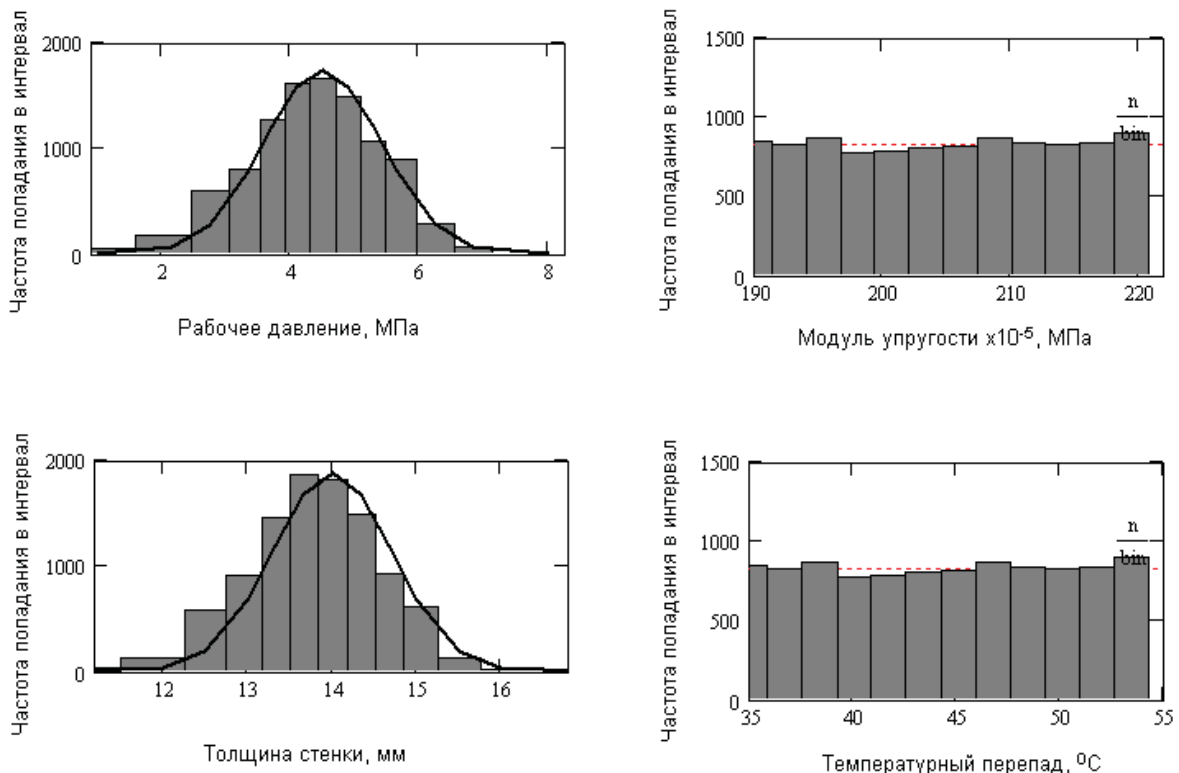 Частота попадания в интервал
2000
1000
0
2
4
6
8
Рабочее давление, МПа
Частота попадания в интервал
1500
1000
500
0
n
bin
190
200
210
220
Модуль упругости x10-5, МПа
Частота попадания в интервал
2000
1000
0
12
13
14
15
16
Толщина стенки, мм
Частота попадания в интервал
1500
1000
500
0
n
bin
35
40
45
50
55
Температурный перепад, ºС